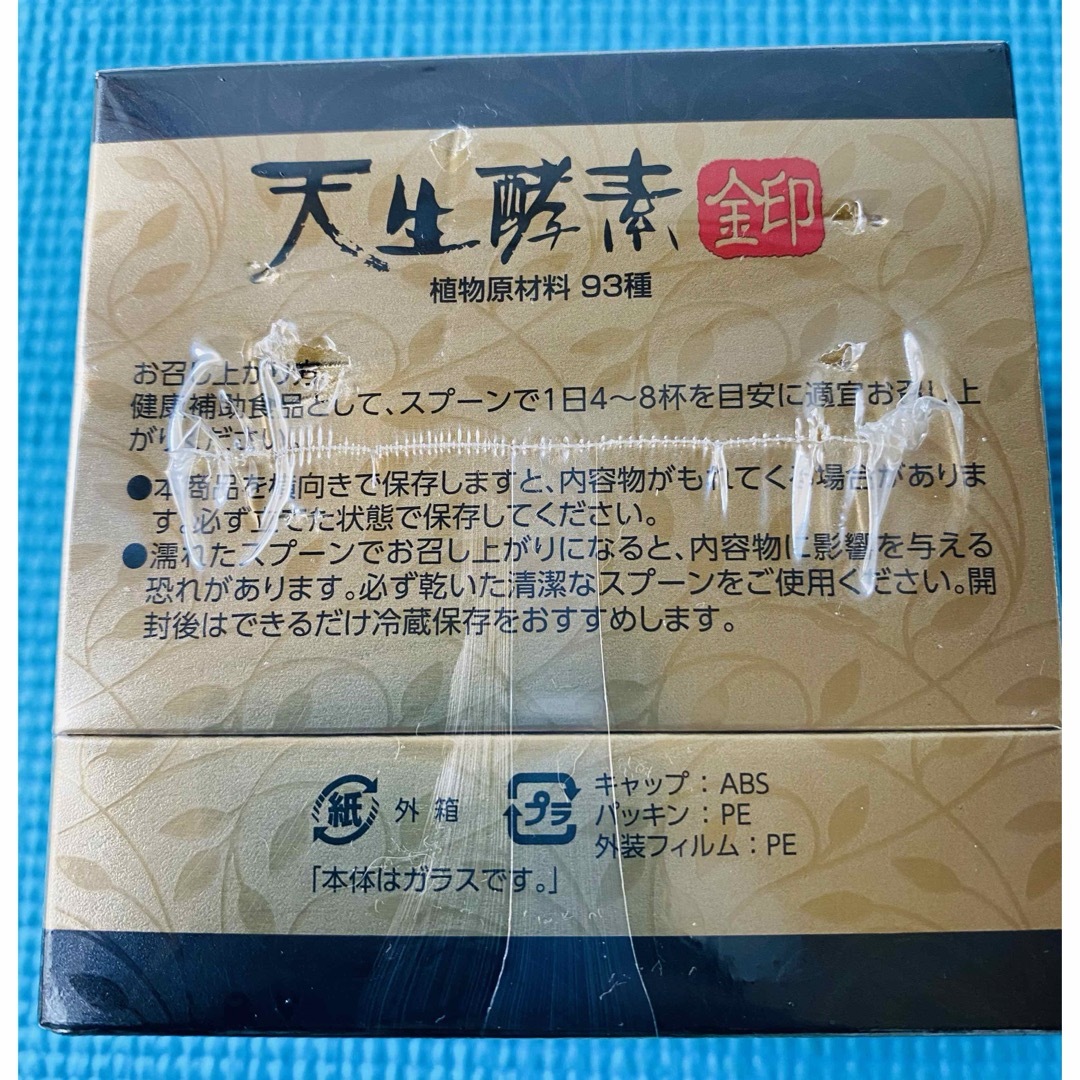 天生酵素 金印
植物原材料 93種
お召し上がり方
健康補助食品として、スプーンで1日4〜8杯を目安に適宜お召し上
がりください。
●本商品を横向きで保存しますと、内容物がもれてくる場合がありま
す。必ず立てた状態で保存してください。
●濡れたスプーンでお召し上がりになると、内容物に影響を与える
恐れがあります。必ず乾いた清潔なスプーンをご使用ください。開
封後はできるだけ冷蔵保存をおすすめします。
紙 外箱
プラ キャップ：ABS
パッキン：PE
外装フィルム：PE
「本体はガラスです。」